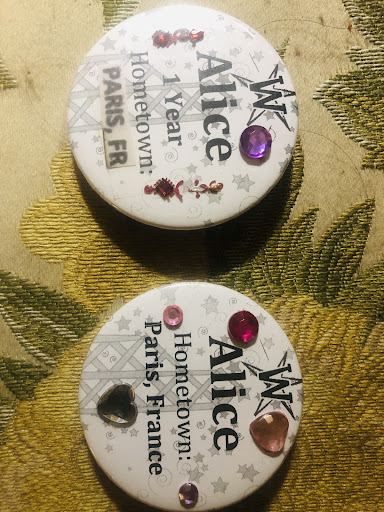 W
Alice
1 Year
Hometown:
PARIS, FR
W
Alice
Hometown:
Paris, France